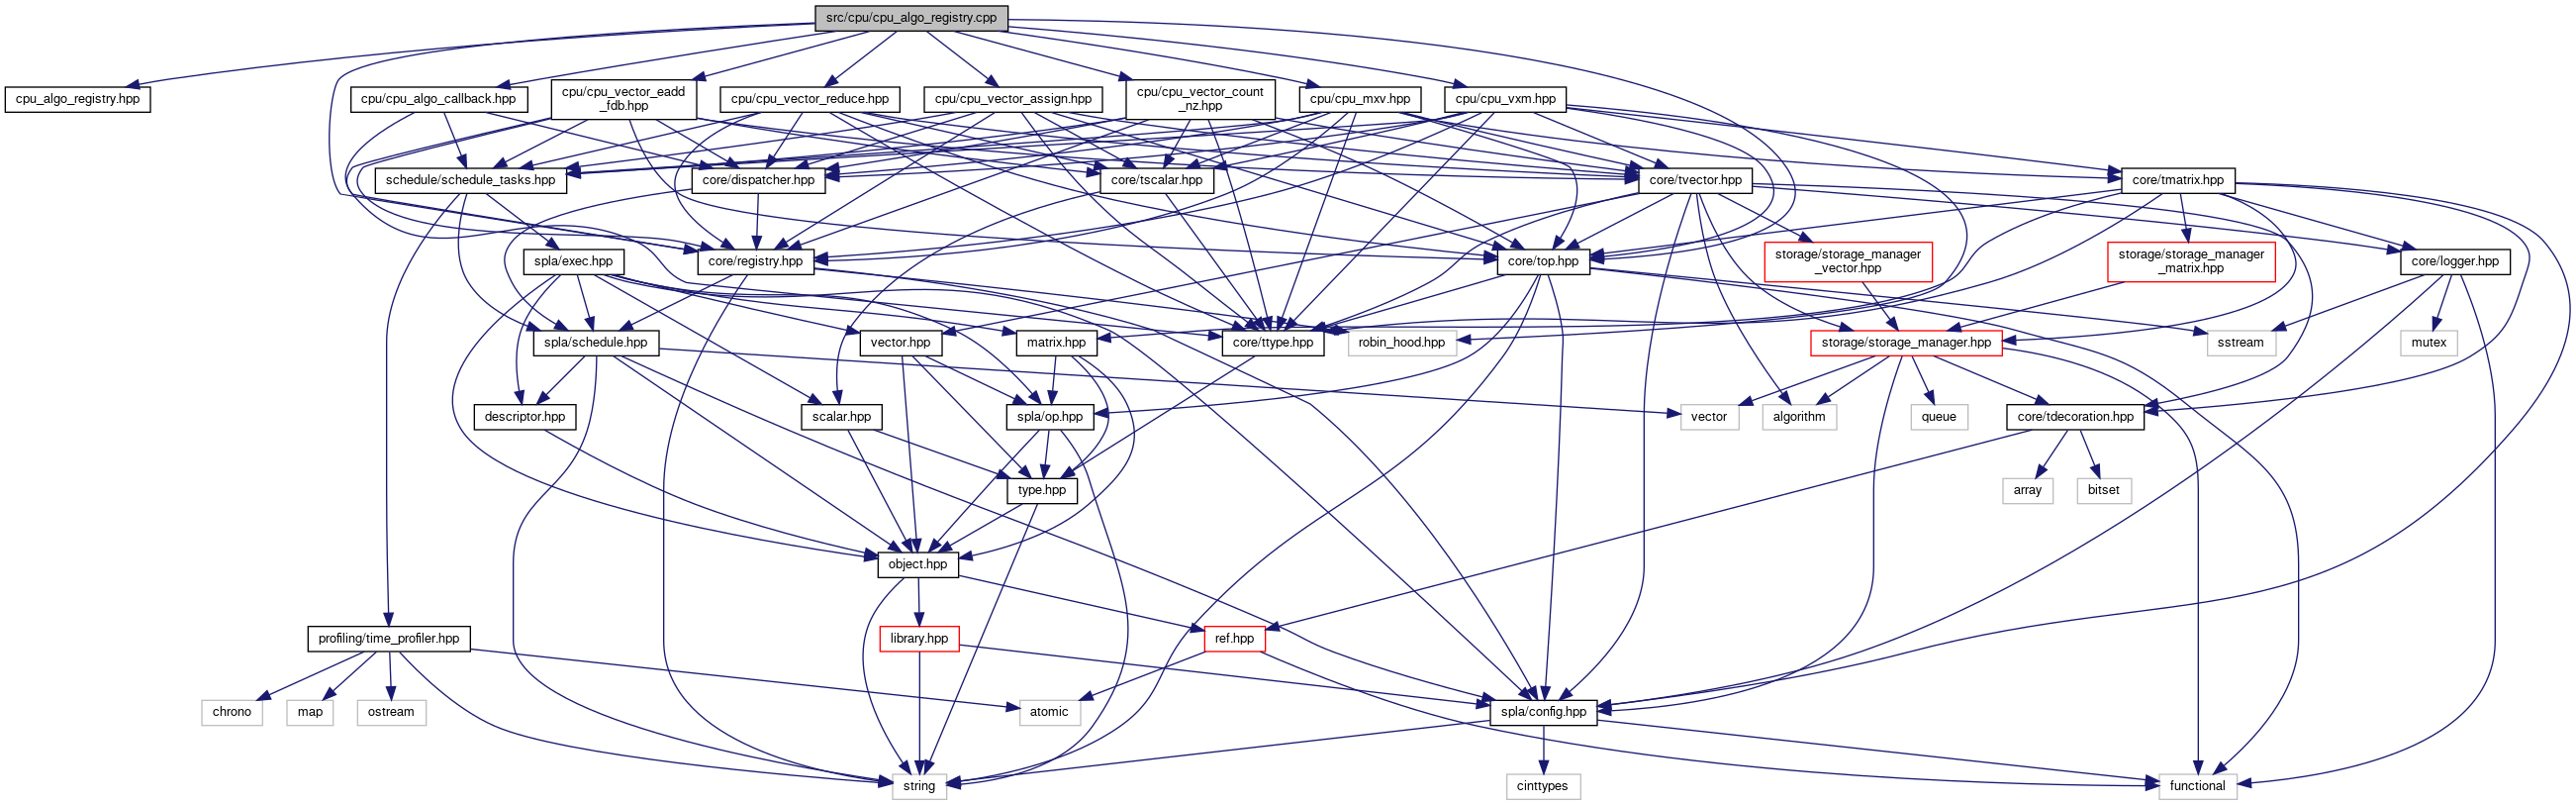 src/cpu/cpu_algo_registry.cpp
cpu_algo_registry.hpp
cpu/cpu_algo_callback.hpp
cpu/cpu_vector_eadd
_fdb.hpp
cpu/cpu_vector_reduce.hpp
cpu/cpu_vector_assign.hpp
cpu/cpu_vector_count
_nz.hpp
cpu/cpu_mxv.hpp
cpu/cpu_vxm.hpp
schedule/schedule_tasks.hpp
core/dispatcher.hpp
core/tscalar.hpp
core/tvector.hpp
core/tmatrix.hpp
spla/exec.hpp
core/registry.hpp
core/top.hpp
storage/storage_manager
_vector.hpp
storage/storage_manager
_matrix.hpp
core/logger.hpp
spla/schedule.hpp
vector.hpp
matrix.hpp
core/ttype.hpp
robin_hood.hpp
storage/storage_manager.hpp
sstream
mutex
descriptor.hpp
scalar.hpp
spla/op.hpp
vector
algorithm
queue
core/tdecoration.hpp
type.hpp
array
bitset
object.hpp
profiling/time_profiler.hpp
library.hpp
ref.hpp
chrono
map
ostream
atomic
spla/config.hpp
string
cinttypes
functional